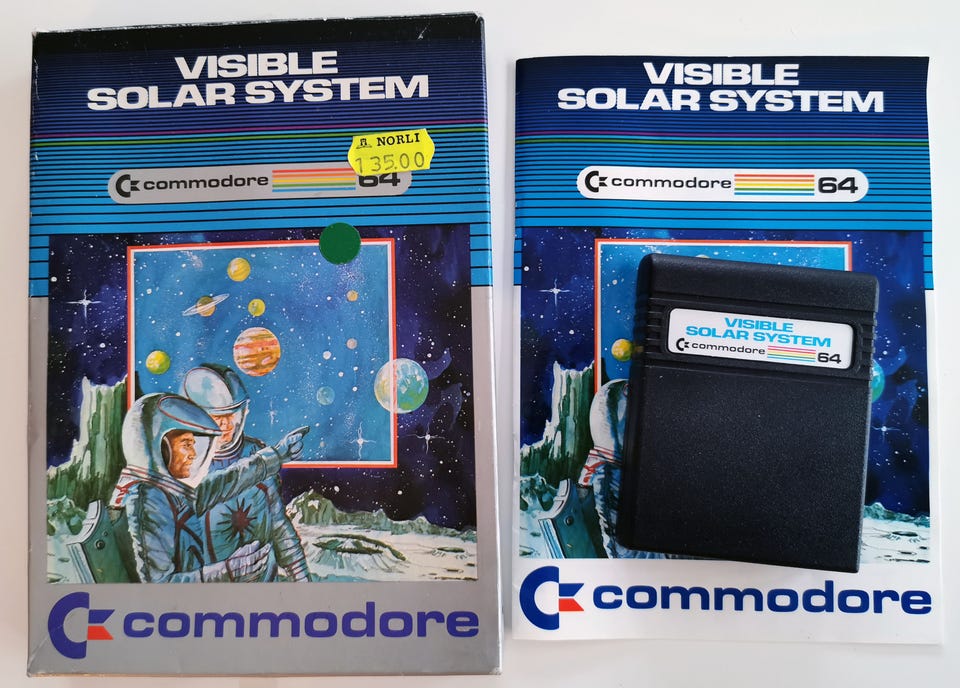 VISIBLE
SOLAR SYSTEM
NORLI
135.00
commodore 64
commodore
VISIBLE
SOLAR SYSTEM
commodore 64
VISIBLE
SOLAR SYSTEM
commodore 64
commodore